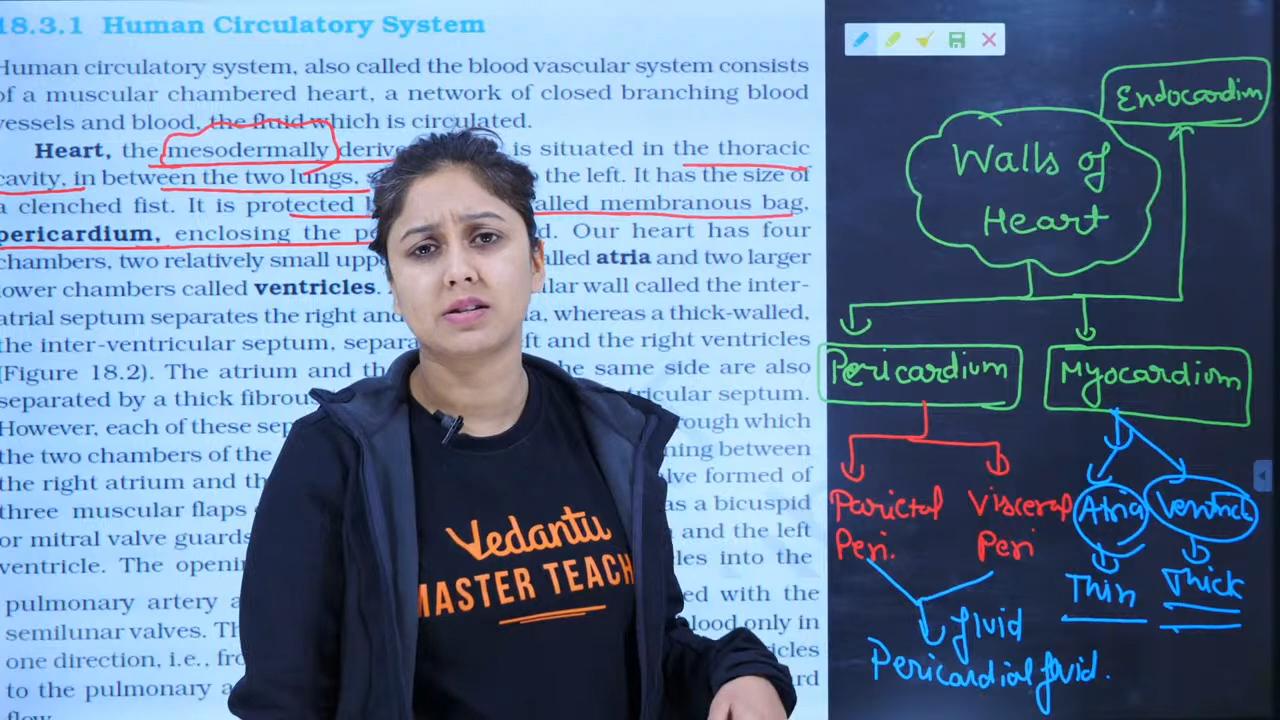 18.3.1 Human Circulatory System
Human circulatory system, also called the blood vascular system consists
of a muscular chambered heart, a network of closed branching blood
vessels and blood, the fluid which is circulated.
Heart, the mesodermally derive is situated in the thoracic
cavity, in between the two lungs, s the left. It has the size of
a clenched fist. It is protected alled membranous bag,
pericardium, enclosing the pe d. Our heart has four
chambers, two relatively small upp alled atria and two larger
lower chambers called ventricles. ular wall called the inter-
atrial septum separates the right and a, whereas a thick-walled,
the inter-ventricular septum, separa ft and the right ventricles
(Figure 18.2). The atrium and th he same side are also
separated by a thick fibrou tricular septum.
However, each of these sep rough which
the two chambers of the ning between
the right atrium and th lve formed of
three muscular flaps as a bicuspid
or mitral valve guards and the left
ventricle. The openin les into the
pulmonary artery a ed with the
semilunar valves. Th blood only in
one direction, i.e., fro icles
to the pulmonary a ard
flow.
Vedantu
MASTER TEACH
Endocardium
Walls of
Heart
Pericardium
Myocardium
Parietal
Peri.
Visceral
Peri
Atria
Ventricle
Thin
Thick
fluid
Pericardial fluid.